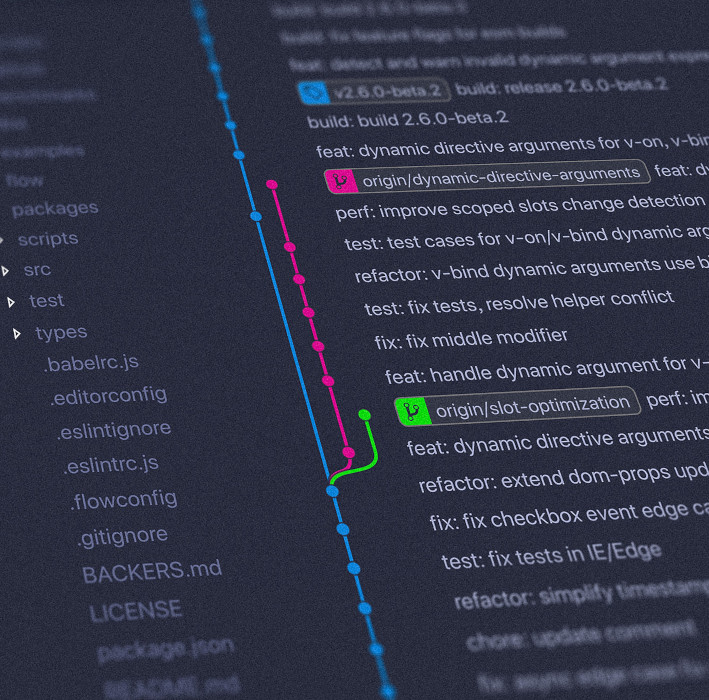 examples
flow
packages
scripts
src
test
types
.babelrc.js
.editorconfig
.eslintignore
.eslintrc.js
.flowconfig
.gitignore
BACKERS.md
LICENSE
package.json
README.md
build: build 2.6.0-beta.3
build: fix feature flags for esm builds
feat: detect and warn invalid dynamic argument expre
v2.6.0-beta.2 build: release 2.6.0-beta.2
build: build 2.6.0-beta.2
feat: dynamic directive arguments for v-on, v-bin
origin/dynamic-directive-arguments feat: dy
perf: improve scoped slots change detection
test: test cases for v-on/v-bind dynamic arg
refactor: v-bind dynamic arguments use bi
test: fix tests, resolve helper conflict
fix: fix middle modifier
feat: handle dynamic argument for v-
origin/slot-optimization perf: im
feat: dynamic directive arguments
refactor: extend dom-props upd
fix: fix checkbox event edge ca
test: fix tests in IE/Edge
refactor: simplify timestamp
chore: update comment
fix: async edge case fix